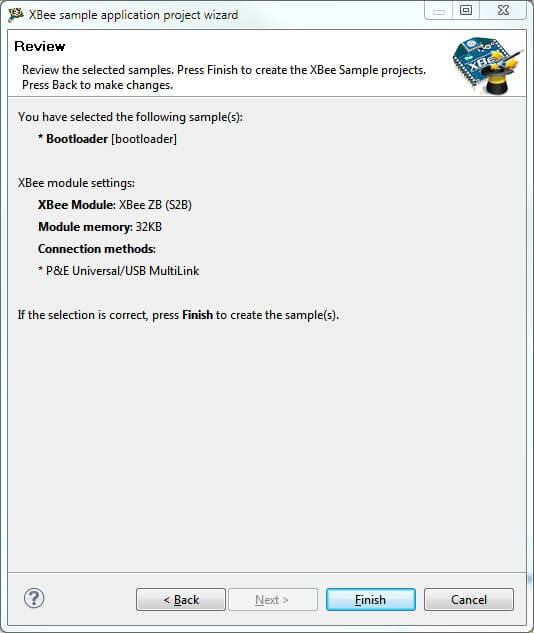 XBee sample application project wizard
Review
Review the selected samples. Press Finish to create the XBee Sample projects.
Press Back to make changes.
XBee
You have selected the following sample(s):
* Bootloader [bootloader]
XBee module settings:
XBee Module: XBee ZB (S2B)
Module memory: 32KB
Connection methods:
* P&E Universal/USB MultiLink
If the selection is correct, press Finish to create the sample(s).
?
< Back
Next >
Finish
Cancel